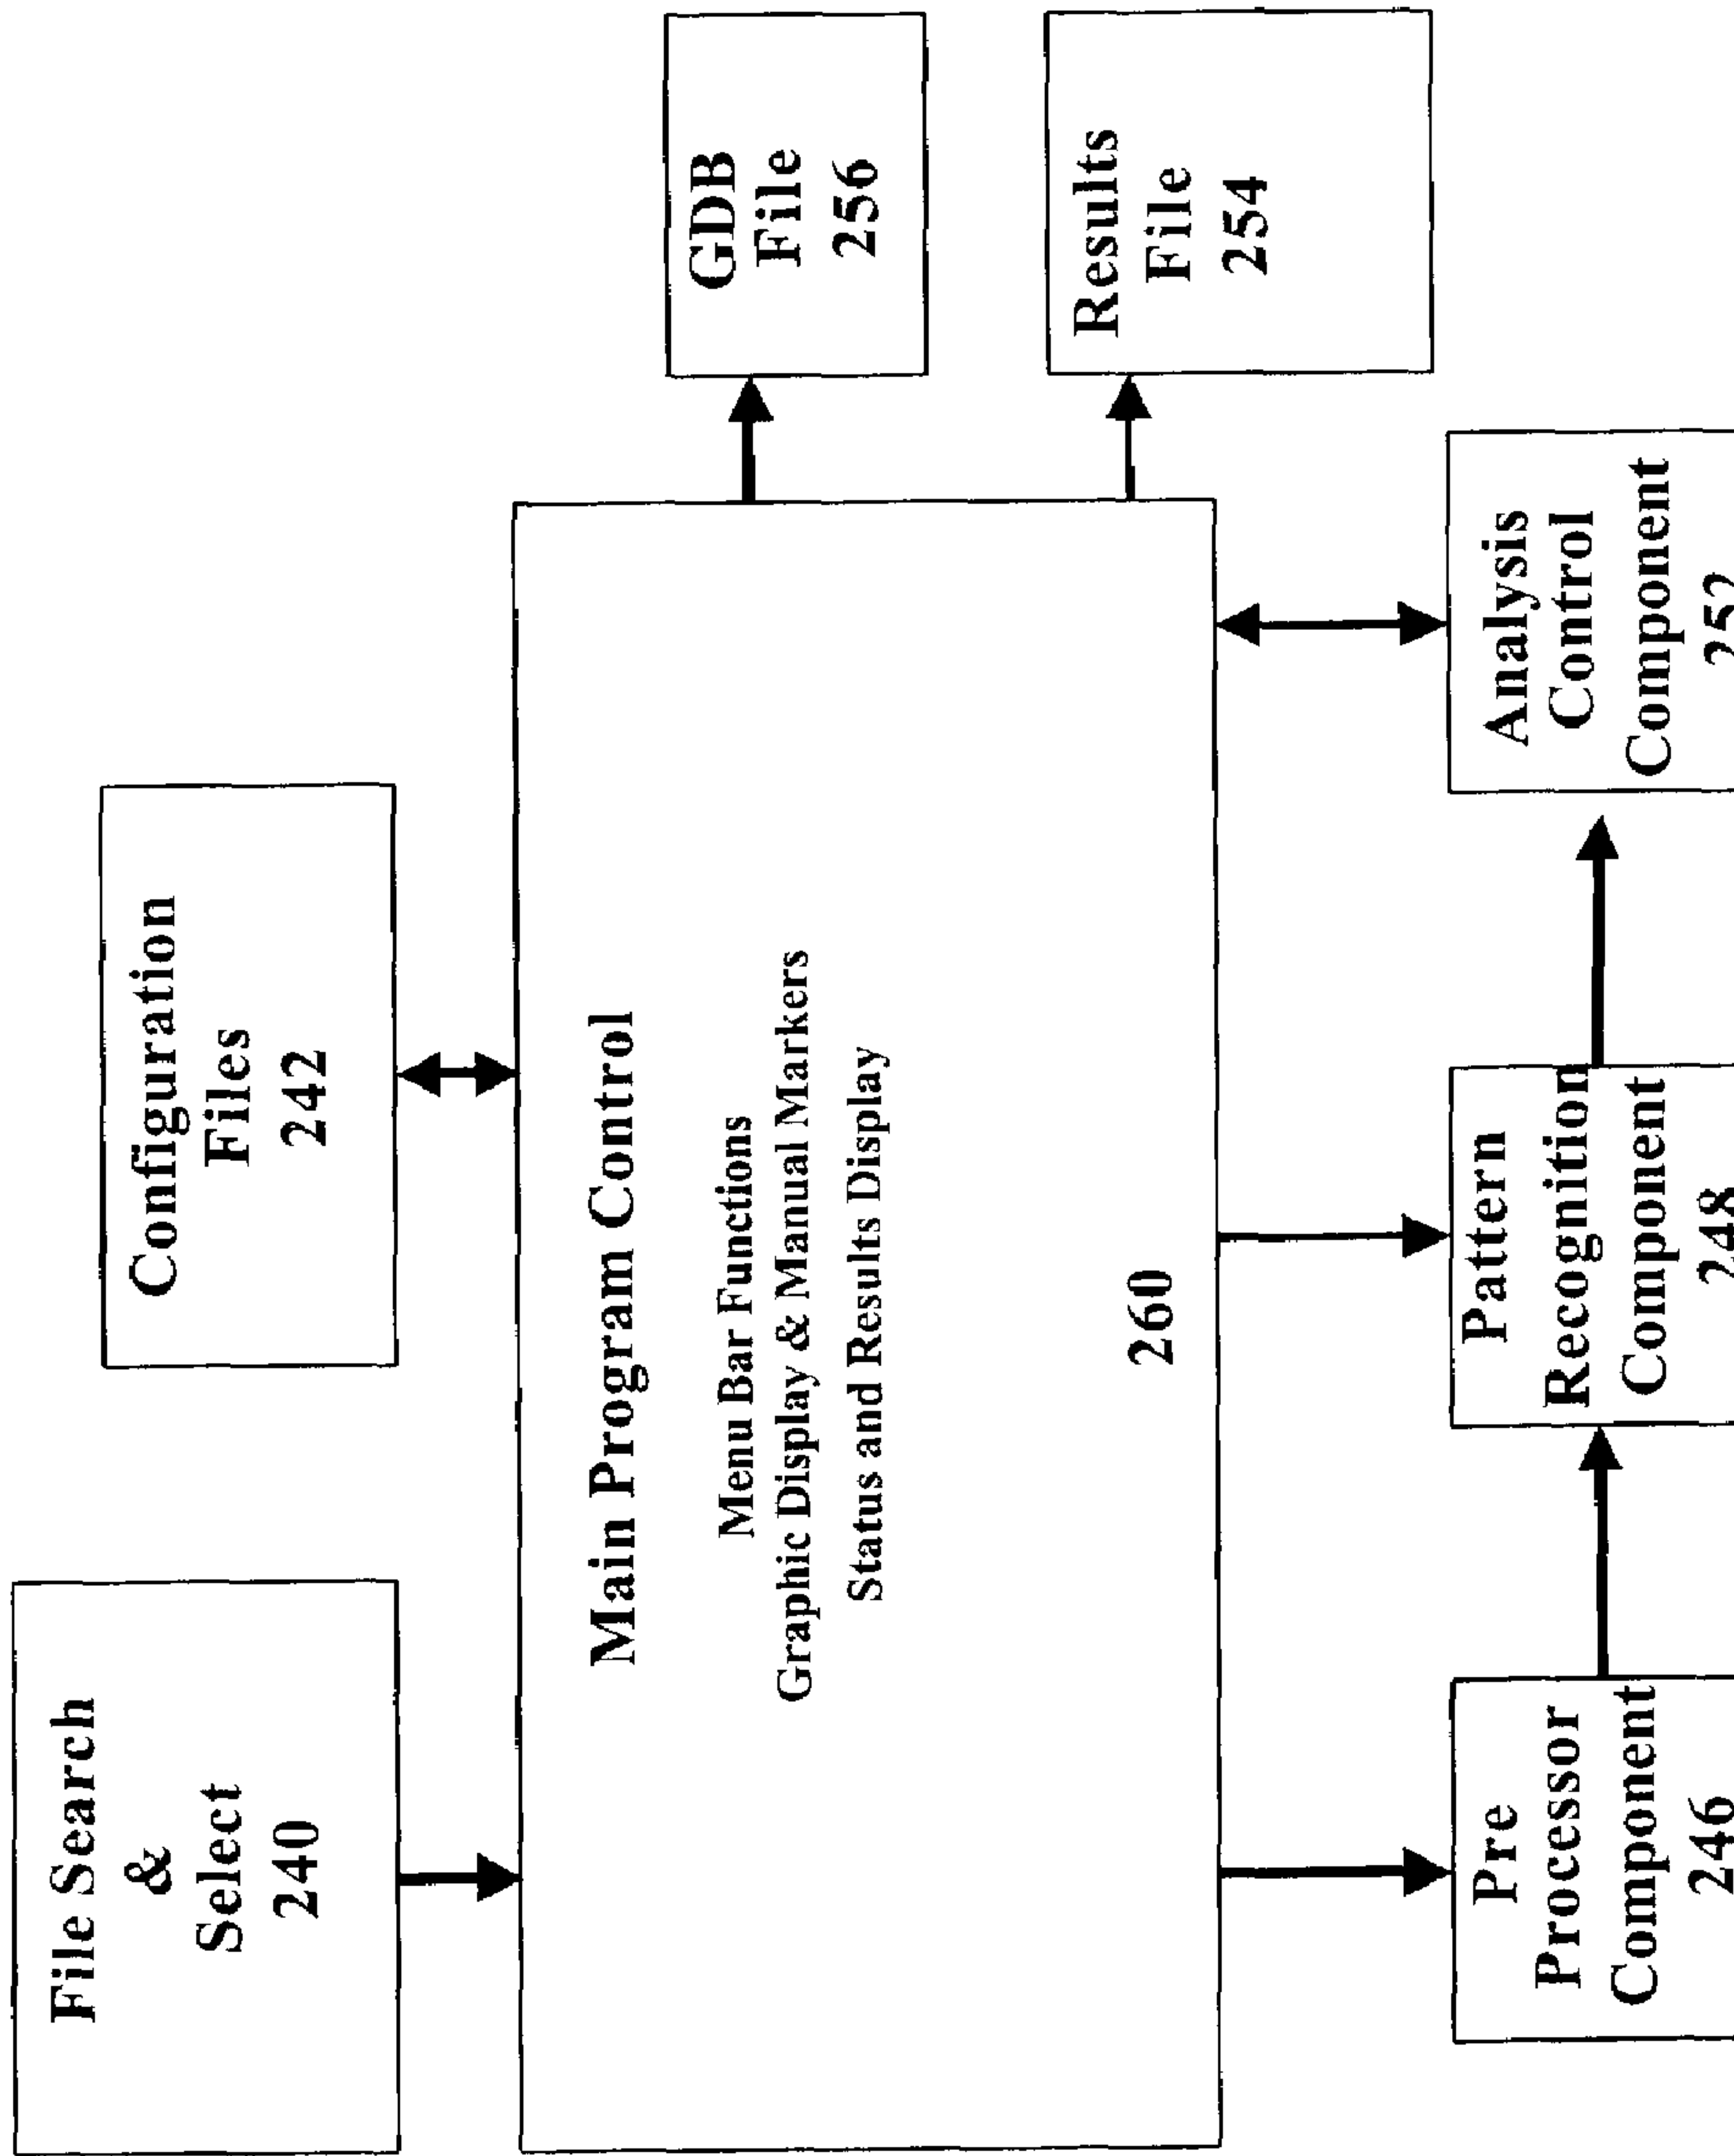 File Search
&
Select
240
Configuration
Files
242
Main Program Control
Menu Bar Functions
Graphic Display & Manual Markers
Status and Results Display
260
GDB
File
256
Results
File
254
Pre
Processor
Component
246
Pattern
Recognition
Component
248
Analysis
Control
Component
252